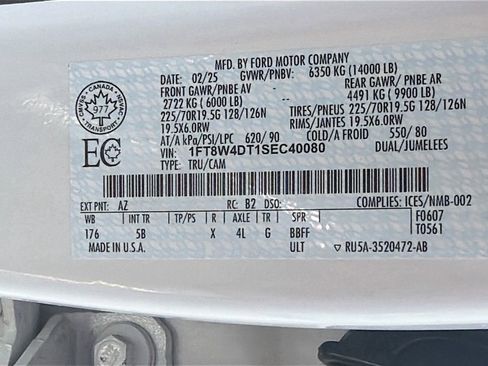 MFD. BY FORD MOTOR COMPANY
DATE: 02/25 GVWR/PNBV: 6350 KG (14000 LB)
FRONT GAWR/PNBE AV REAR GAWR/ PNBE AR
2722 KG (6000 LB) 4491 KG (9900 LB)
225/70R19.5G 128/126N TIRES/PNEUS 225/70R19.5G 128/126N
19.5X6.0RW RIMS/JANTES 19.5X6.0RW
AT/A kPa/PSI/LPC 620/ 90 COLD/A FROID 550/ 80
VIN: 1FT8W4DT1SEC40080 DUAL/JUMELEES
TYPE: TRU/CAM
CANADA
977
TRANSPORT
EC
EXT PNT: AZ RC: B2 DSO: COMPLIES: ICES/NMB-002
WB INT TR TP/PS R AXLE TR SPR F0607
176 5B X 4L G BBFF T0561
MADE IN U.S.A. ULT ▽ RU5A-3520472-AB